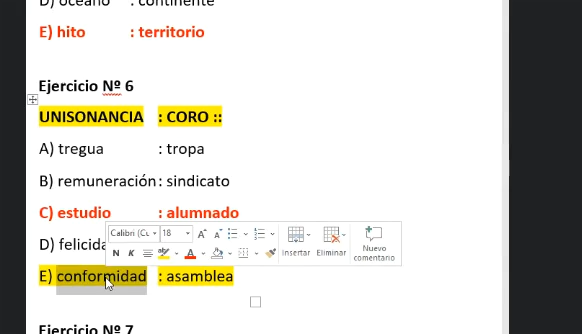 D) océano : continente
E) hito : territorio
Ejercicio Nº 6
UNISONANCIA : CORO ::
A) tregua : tropa
B) remuneración : sindicato
C) estudio : alumnado
Calibri (Cu 18
D) felicida
N K Insertar Eliminar Nuevo comentario
E) conformidad : asamblea
Ejercicio Nº 7